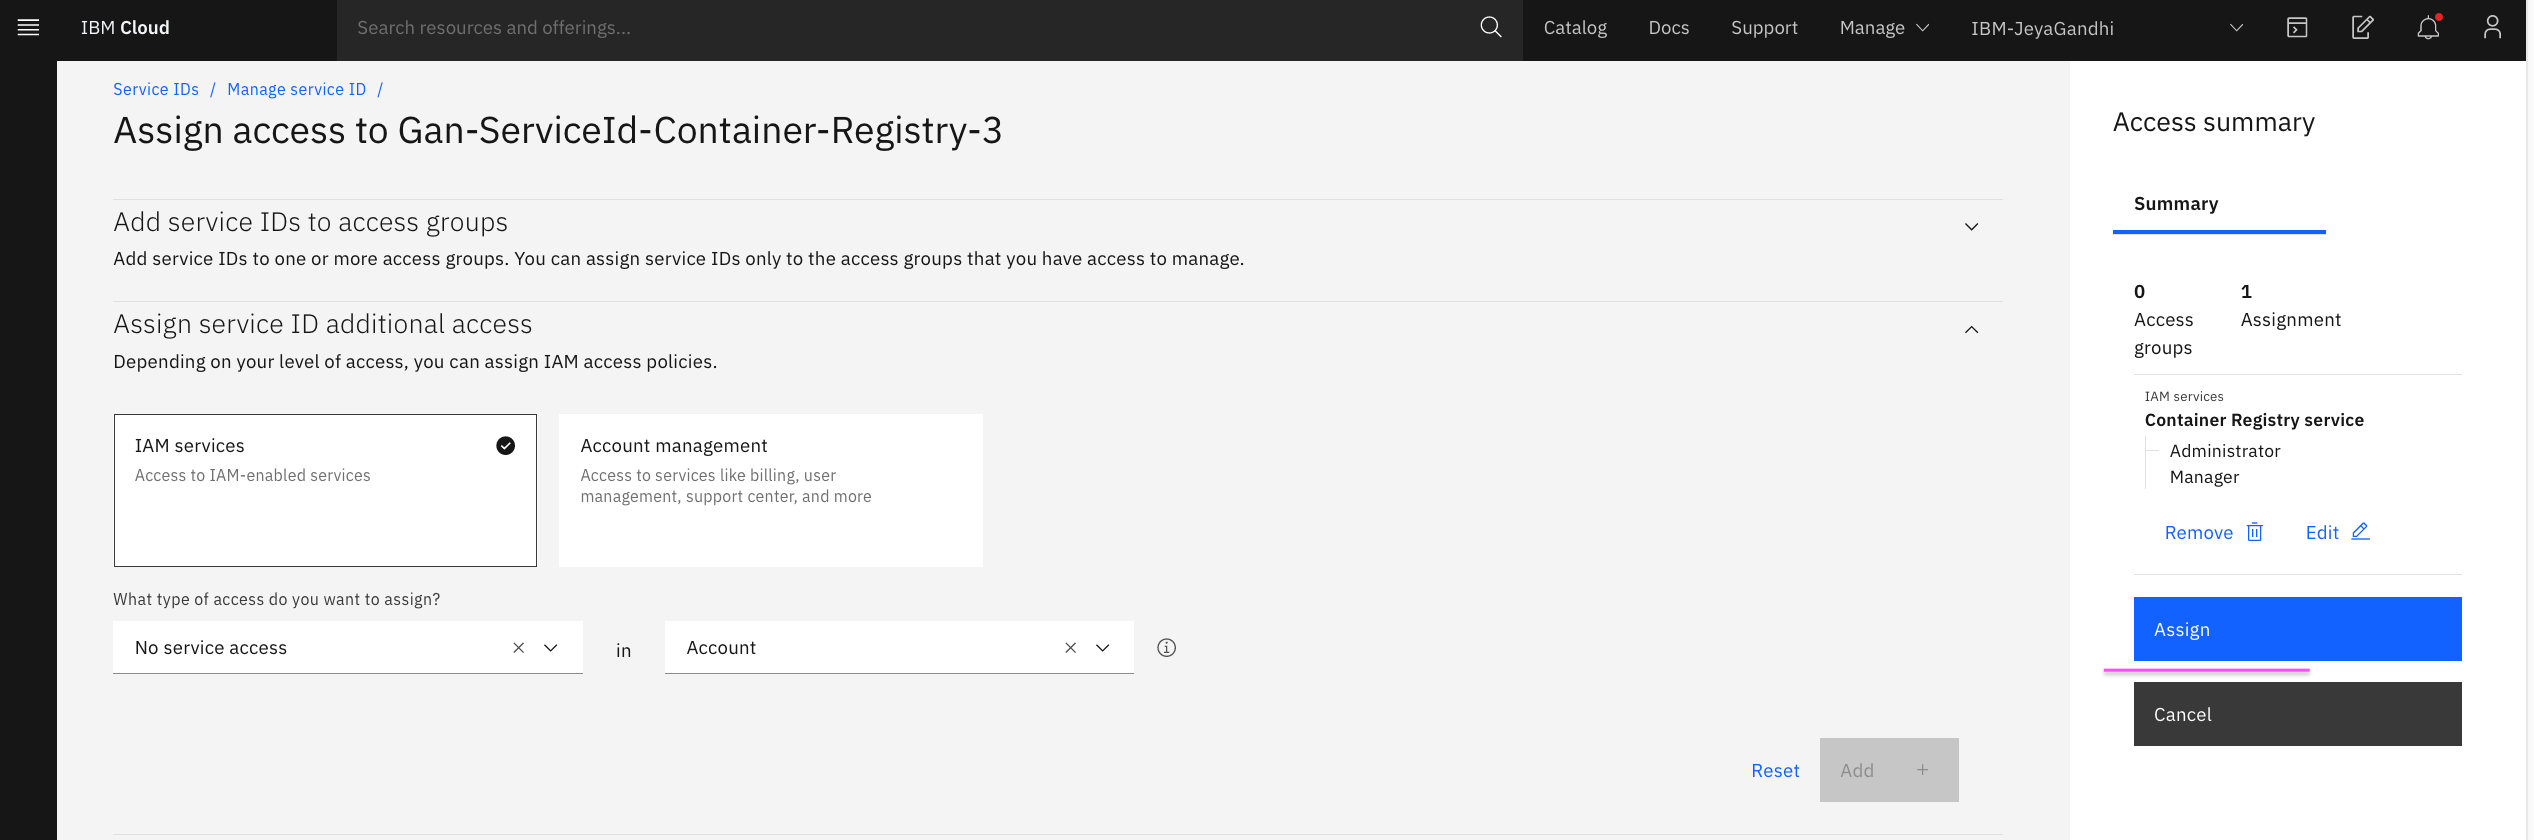 IBM Cloud
Search resources and offerings...
Catalog
Docs
Support
Manage
IBM-JeyaGandhi
Service IDs / Manage service ID /
Assign access to Gan-ServiceId-Container-Registry-3
Add service IDs to access groups
Add service IDs to one or more access groups. You can assign service IDs only to the access groups that you have access to manage.
Assign service ID additional access
Depending on your level of access, you can assign IAM access policies.
IAM services
Access to IAM-enabled services
Account management
Access to services like billing, user
management, support center, and more
What type of access do you want to assign?
No service access
in
Account
Reset
Add +
Access summary
Summary
0
Access
groups
1
Assignment
IAM services
Container Registry service
Administrator
Manager
Remove
Edit
Assign
Cancel